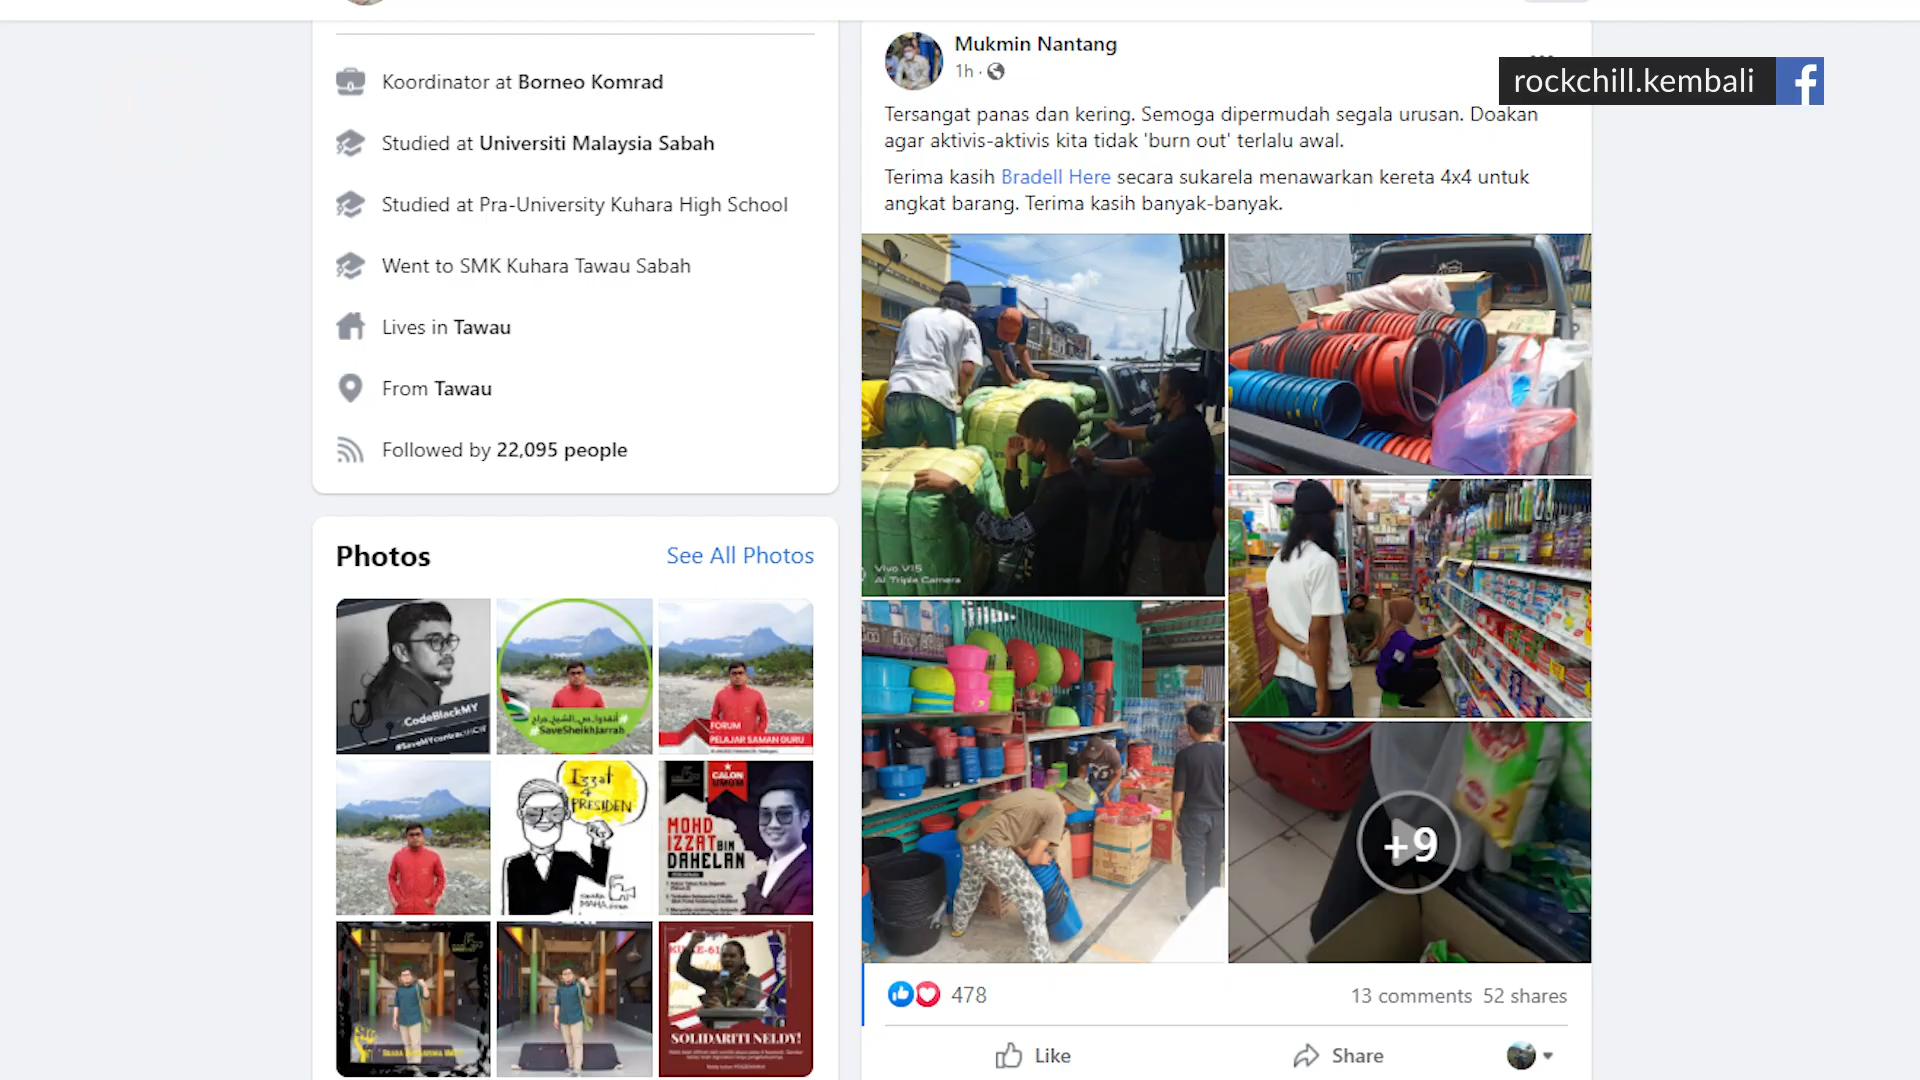 Koordinator at Borneo Komrad
Studied at Universiti Malaysia Sabah
Studied at Pra-University Kuhara High School
Went to SMK Kuhara Tawau Sabah
Lives in Tawau
From Tawau
Followed by 22,095 people
Photos
See All Photos
CodeBlackMY
#SaveSheikhJarrah
FORUM
PELAJAR SAMAN GURU
Izzat
4
PRESIDEN
CALON
UMUM
MOHD
IZZAT BIN
DAHELAN
SOLIDARITI NELDY!
Mukmin Nantang
1h ·
rockchill.kembali
Tersangat panas dan kering. Semoga dipermudah segala urusan. Doakan
agar aktivis-aktivis kita tidak 'burn out' terlalu awal.
Terima kasih Bradell Here secara sukarela menawarkan kereta 4x4 untuk
angkat barang. Terima kasih banyak-banyak.
Vivo V15
AI Triple Camera
+9
478
13 comments 52 shares
Like
Share